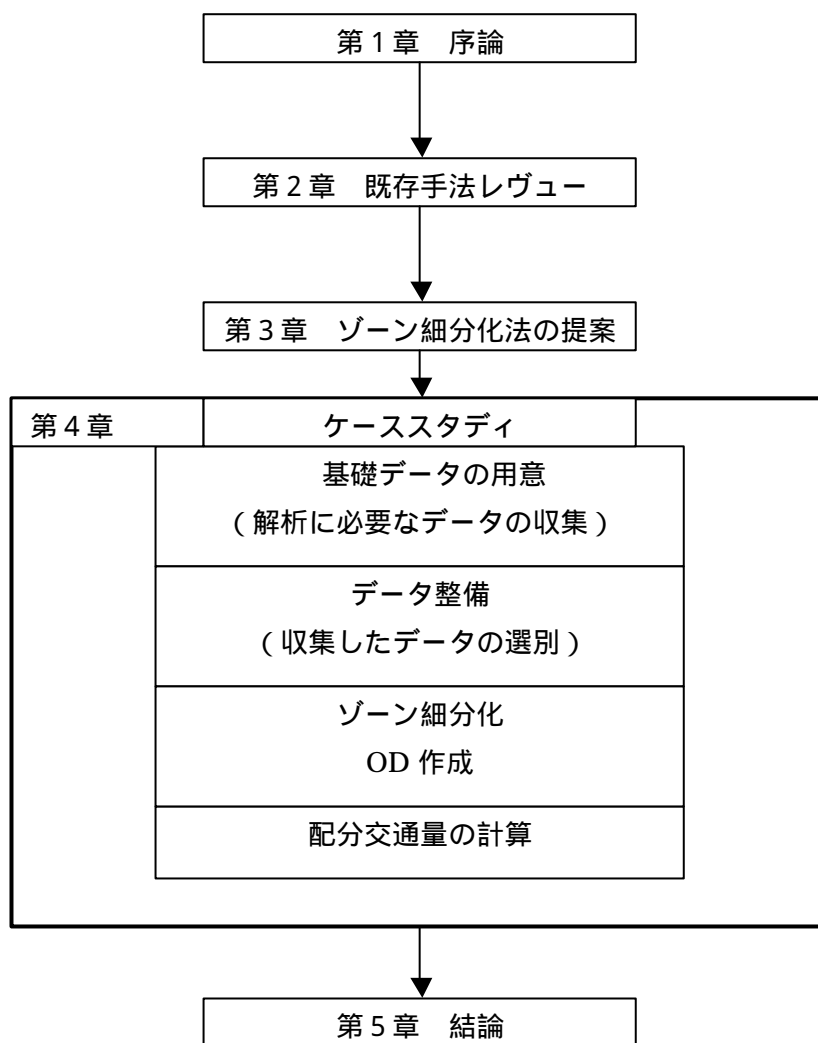 第1章　序論
第2章　既存手法レヴュー
第3章　ゾーン細分化法の提案
第4章
ケーススタディ
基礎データの用意
（解析に必要なデータの収集）
データ整備
（収集したデータの選別）
ゾーン細分化
OD 作成
配分交通量の計算
第5章　結論